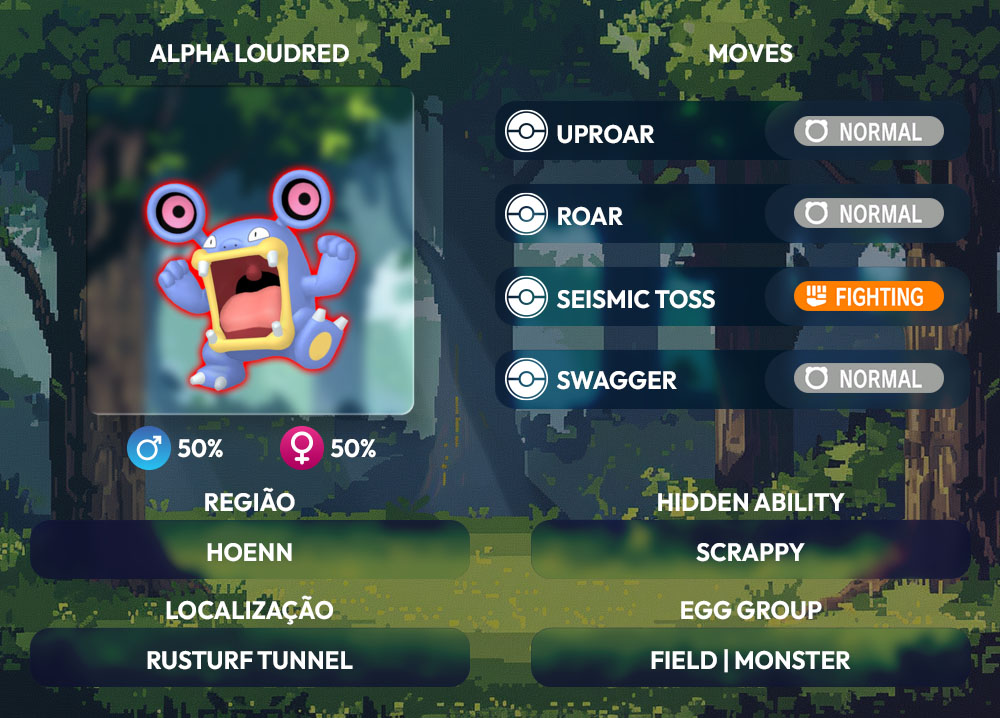 ALPHA LOUDRED
50%
50%
REGIÃO
HOENN
LOCALIZAÇÃO
RUSTURF TUNNEL
MOVES
UPROAR NORMAL
ROAR NORMAL
SEISMIC TOSS FIGHTING
SWAGGER NORMAL
HIDDEN ABILITY
SCRAPPY
EGG GROUP
FIELD | MONSTER